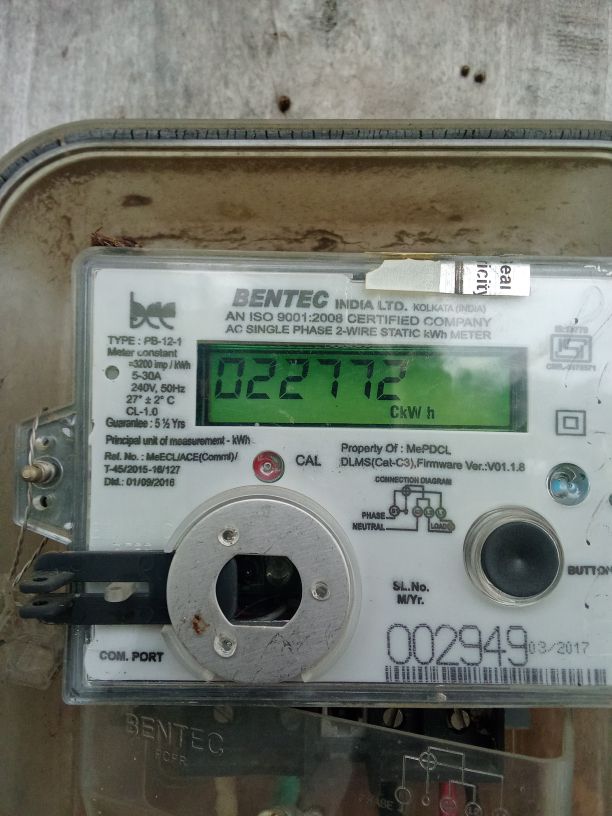 eal
ricity
bec
BENTEC INDIA LTD. KOLKATA (INDIA)
AN ISO 9001:2008 CERTIFIED COMPANY
AC SINGLE PHASE 2-WIRE STATIC kWh METER
TYPE : PB-12-1
Meter constant
=3200 imp / kWh
5-30A
240V, 50Hz
27° ± 2° C
CL-1.0
Guarantee : 5 ½ Yrs
022772
CkWh
Principal unit of measurement - kWh
Ref. No.: MeECL/ACE(Comml)/
T-45/2015-16/127
Dtd.: 01/09/2016
CAL
Property Of : MePDCL
DLMS(Cat-C3),Firmware Ver.:V01.1.8
CONNECTION DIAGRAM
PHASE
NEUTRAL
LOAD
BUTTON
SL.No.
M/Yr.
002949 03/2017
COM. PORT
BENTEC
PHASE